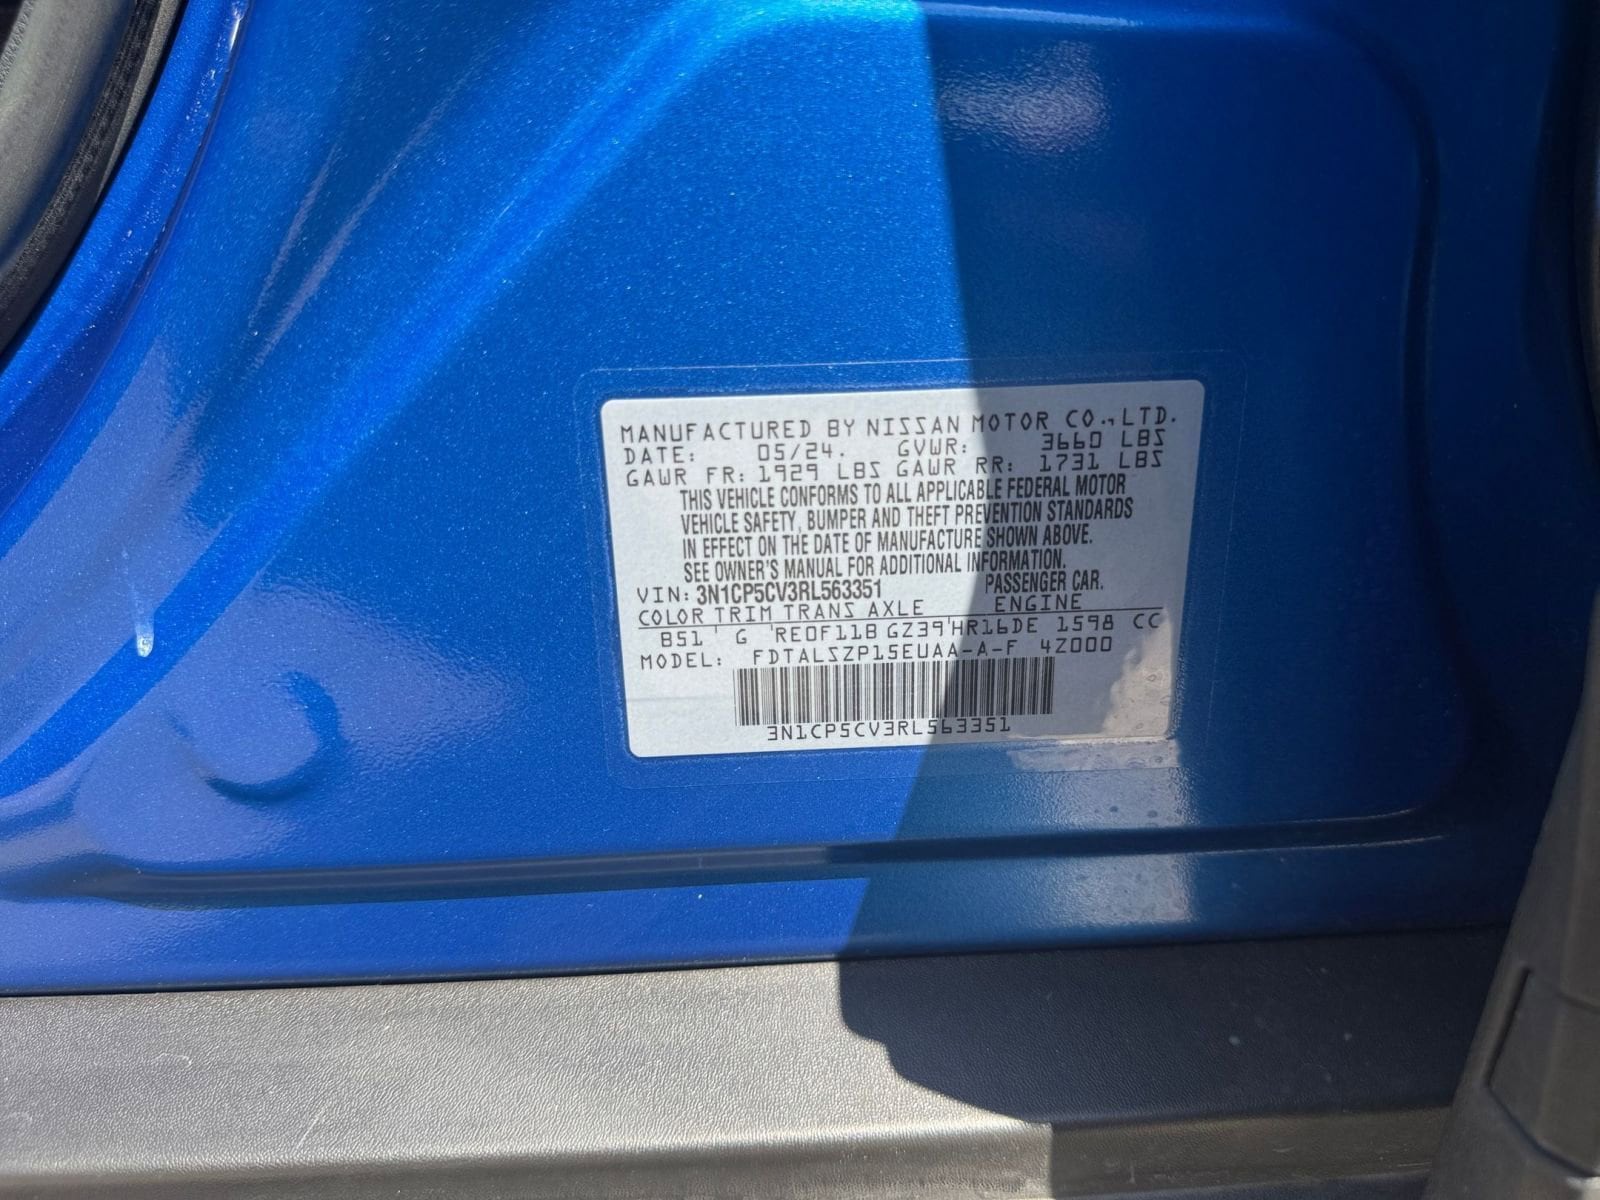 MANUFACTURED BY NISSAN MOTOR CO., LTD.
DATE: 05/24. GVWR: 3660 LBS
GAWR FR: 1929 LBS GAWR RR: 1731 LBS
THIS VEHICLE CONFORMS TO ALL APPLICABLE FEDERAL MOTOR
VEHICLE SAFETY, BUMPER AND THEFT PREVENTION STANDARDS
IN EFFECT ON THE DATE OF MANUFACTURE SHOWN ABOVE.
SEE OWNER'S MANUAL FOR ADDITIONAL INFORMATION.
VIN: 3N1CP5CV3RL563351 PASSENGER CAR.
COLOR TRIM TRANS AXLE ENGINE
B51 G RE0F11B GZ39 HR16DE 1598 CC
MODEL: FDTALSZP15EUAA-A-F 4Z000
3N1CP5CV3RL563351